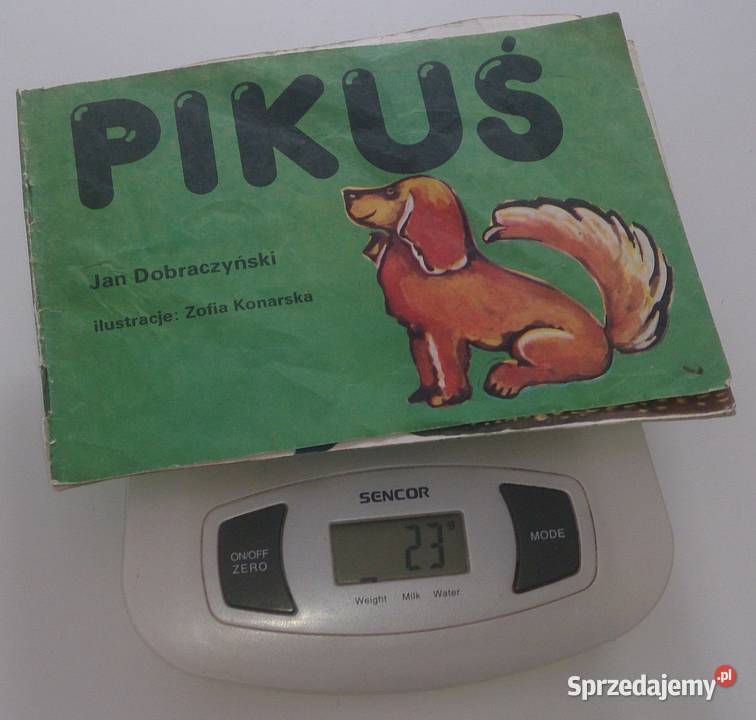 PIKUŚ
Jan Dobraczyński
ilustracje: Zofia Konarska
SENCOR
23 g
ON/OFF
ZERO
MODE
Weight Milk Water
Sprzedajemy.pl